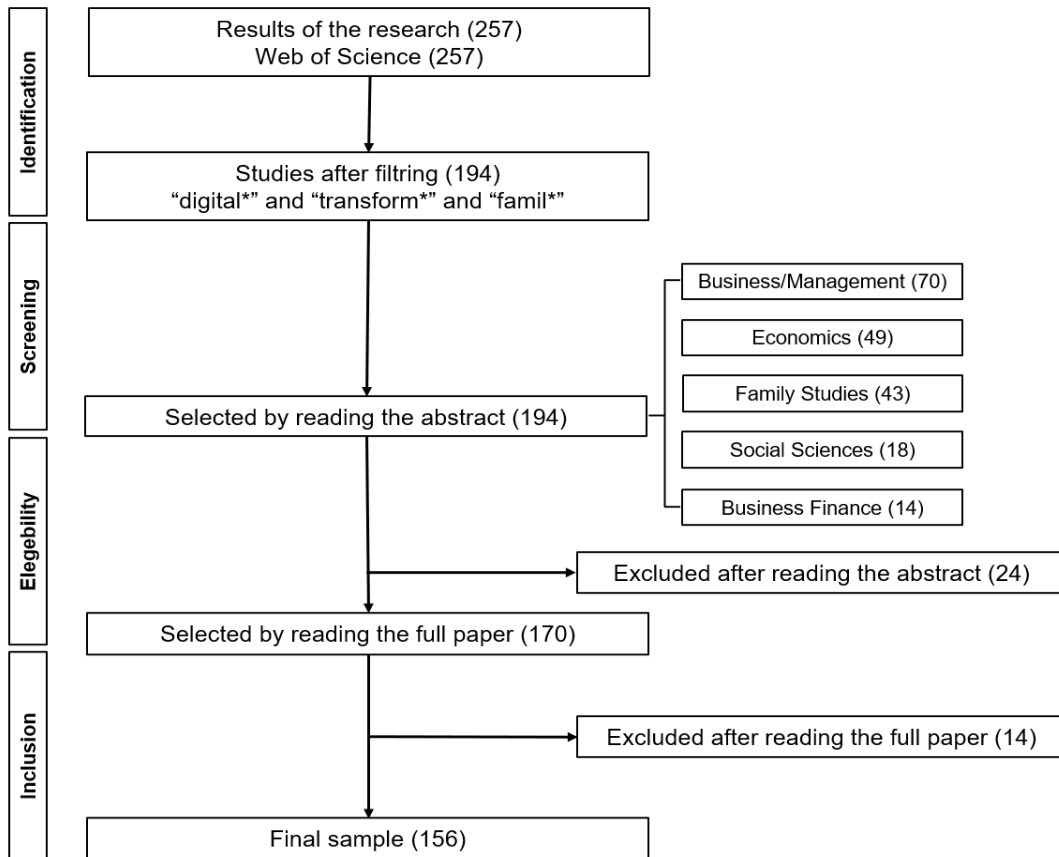 Identification
Results of the research (257)
Web of Science (257)
Studies after filtring (194)
“digital*” and “transform*” and “famil*”
Screening
Business/Management (70)
Economics (49)
Family Studies (43)
Social Sciences (18)
Business Finance (14)
Selected by reading the abstract (194)
Elegebility
Excluded after reading the abstract (24)
Selected by reading the full paper (170)
Inclusion
Excluded after reading the full paper (14)
Final sample (156)